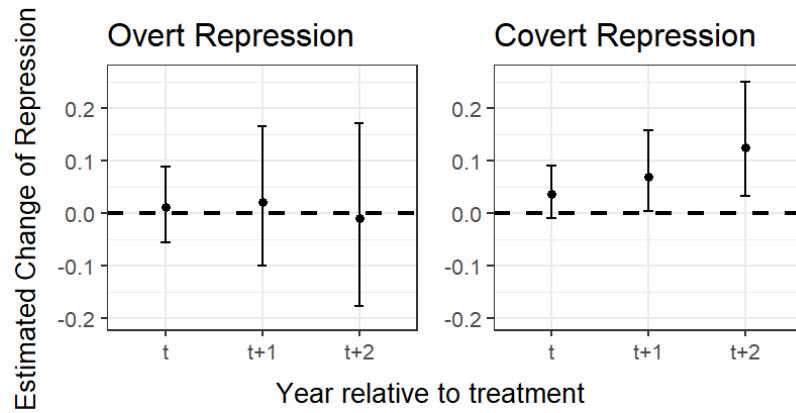 Estimated Change of Repression
Overt Repression
0.2
0.1
0.0
-0.1
-0.2
t
t+1
t+2
Covert Repression
0.2
0.1
0.0
-0.1
-0.2
t
t+1
t+2
Year relative to treatment